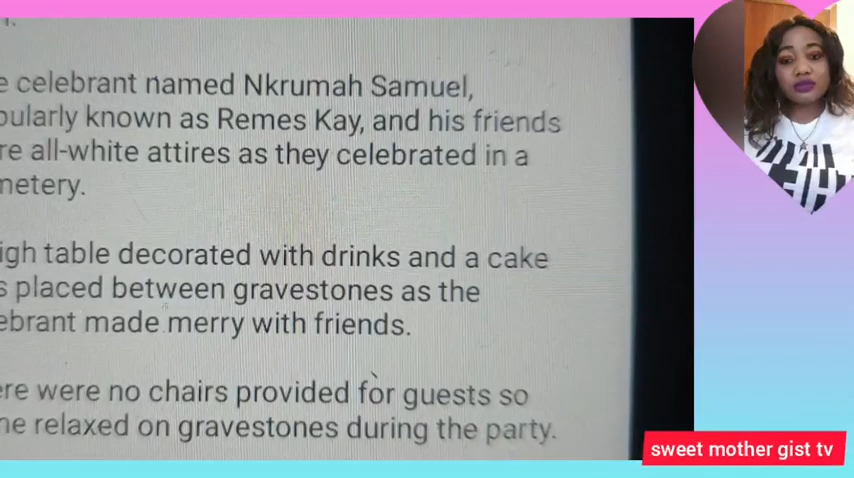 e celebrant named Nkrumah Samuel,
pularly known as Remes Kay, and his friends
re all-white attires as they celebrated in a
metery.
igh table decorated with drinks and a cake
s placed between gravestones as the
ebrant made merry with friends.
ere were no chairs provided for guests so
me relaxed on gravestones during the party.
sweet mother gist tv